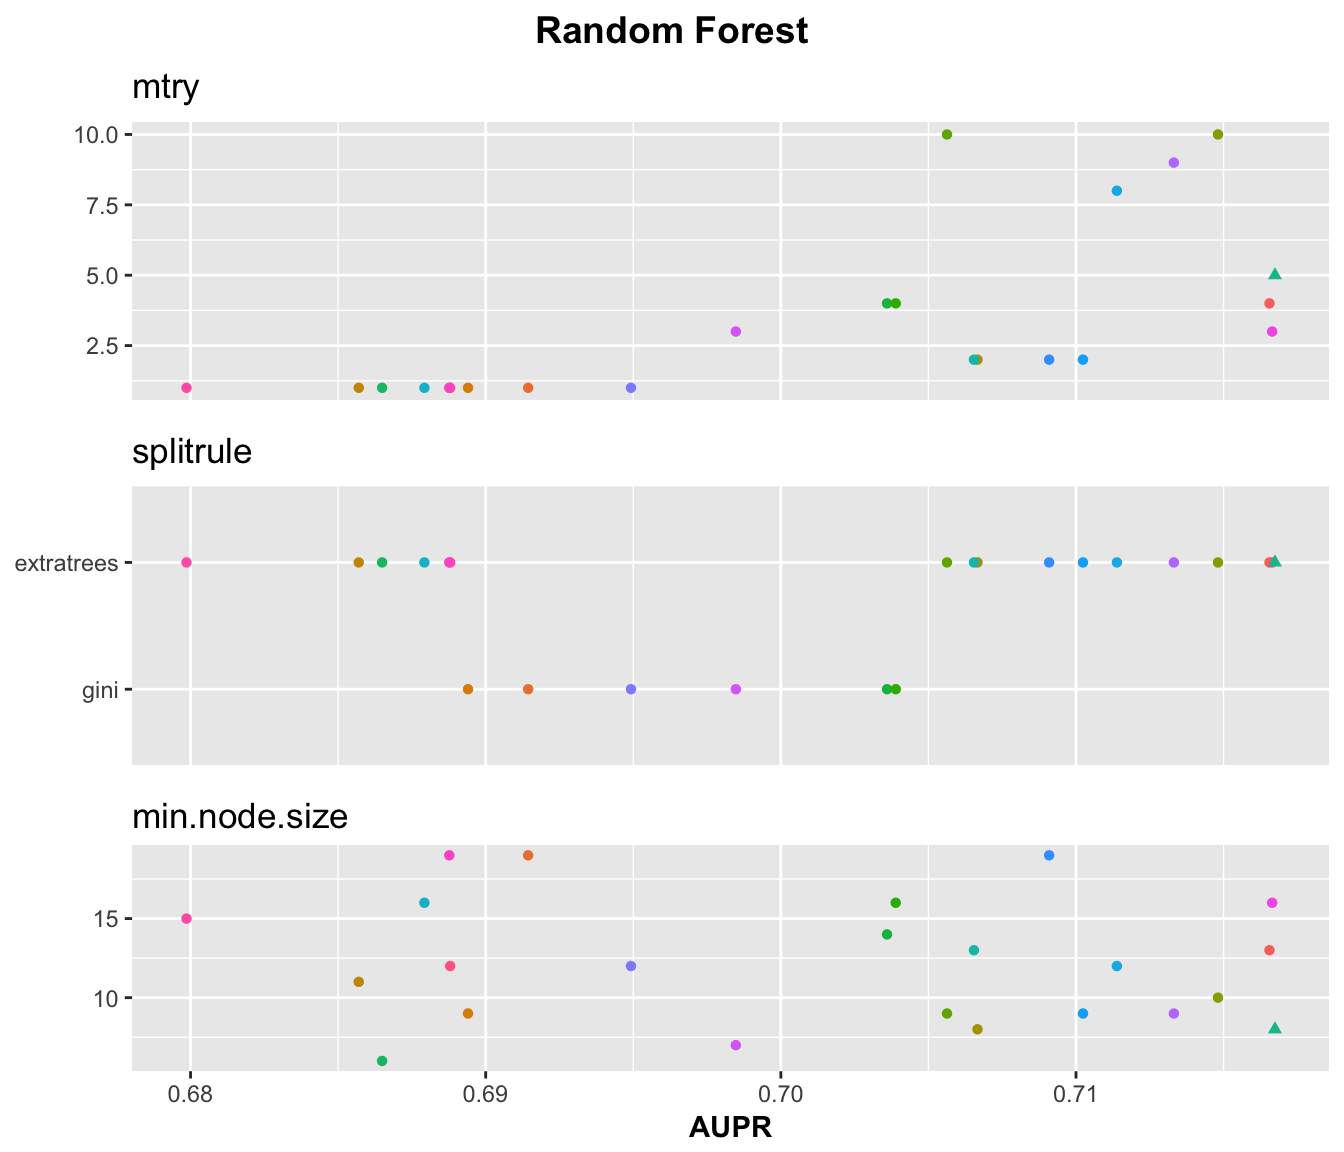 Random Forest
mtry
10.0
7.5
5.0
2.5
splitrule
extratrees
gini
min.node.size
15
10
0.68 0.69 0.70 0.71
AUPR